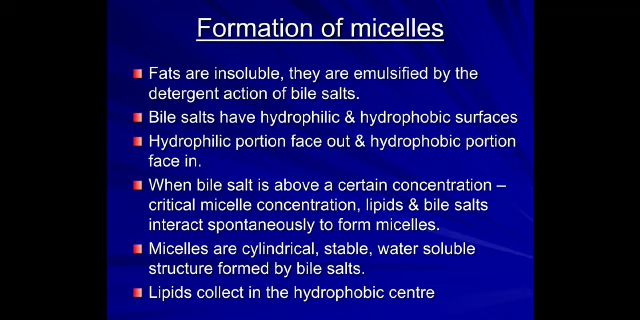 Formation of micelles
Fats are insoluble, they are emulsified by the
detergent action of bile salts.
Bile salts have hydrophilic & hydrophobic surfaces
Hydrophilic portion face out & hydrophobic portion
face in.
When bile salt is above a certain concentration –
critical micelle concentration, lipids & bile salts
interact spontaneously to form micelles.
Micelles are cylindrical, stable, water soluble
structure formed by bile salts.
Lipids collect in the hydrophobic centre